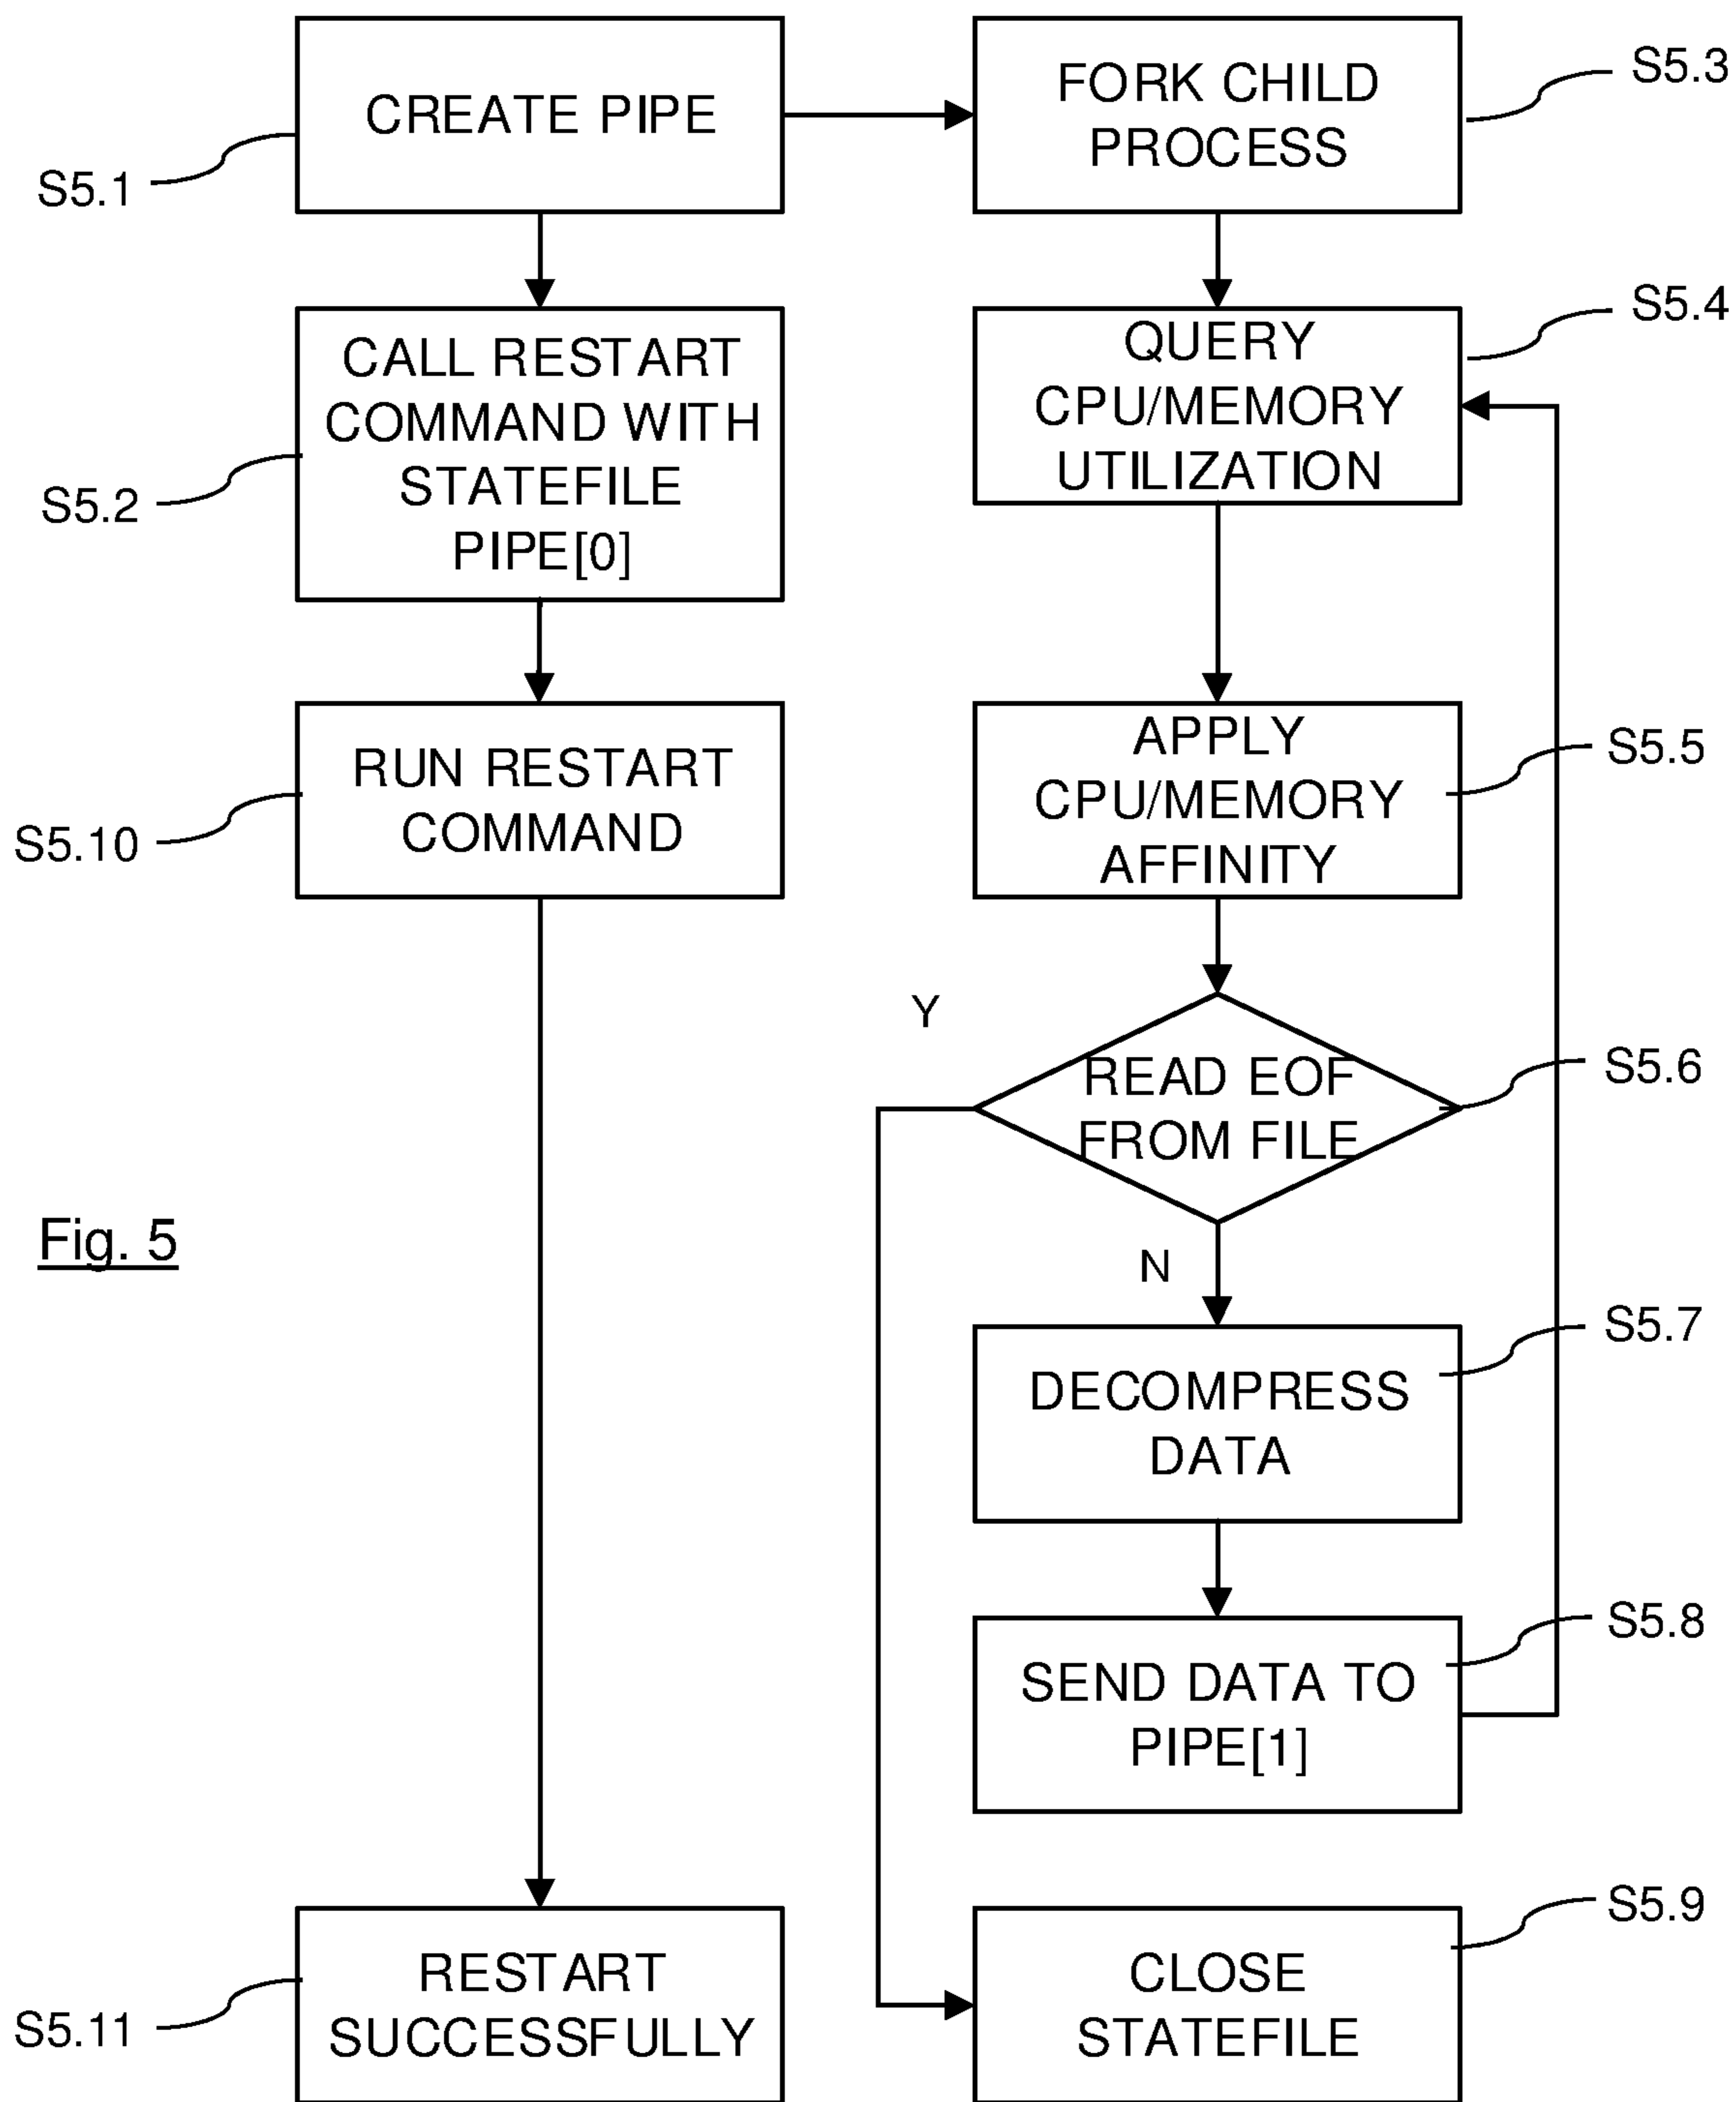 CREATE PIPE
S5.1
FORK CHILD
PROCESS
S5.3
CALL RESTART
COMMAND WITH
STATEFILE
PIPE[0]
S5.2
QUERY
CPU/MEMORY
UTILIZATION
S5.4
RUN RESTART
COMMAND
S5.10
APPLY
CPU/MEMORY
AFFINITY
S5.5
Y
READ EOF
FROM FILE
S5.6
N
Fig. 5
DECOMPRESS
DATA
S5.7
SEND DATA TO
PIPE[1]
S5.8
RESTART
SUCCESSFULLY
S5.11
CLOSE
STATEFILE
S5.9